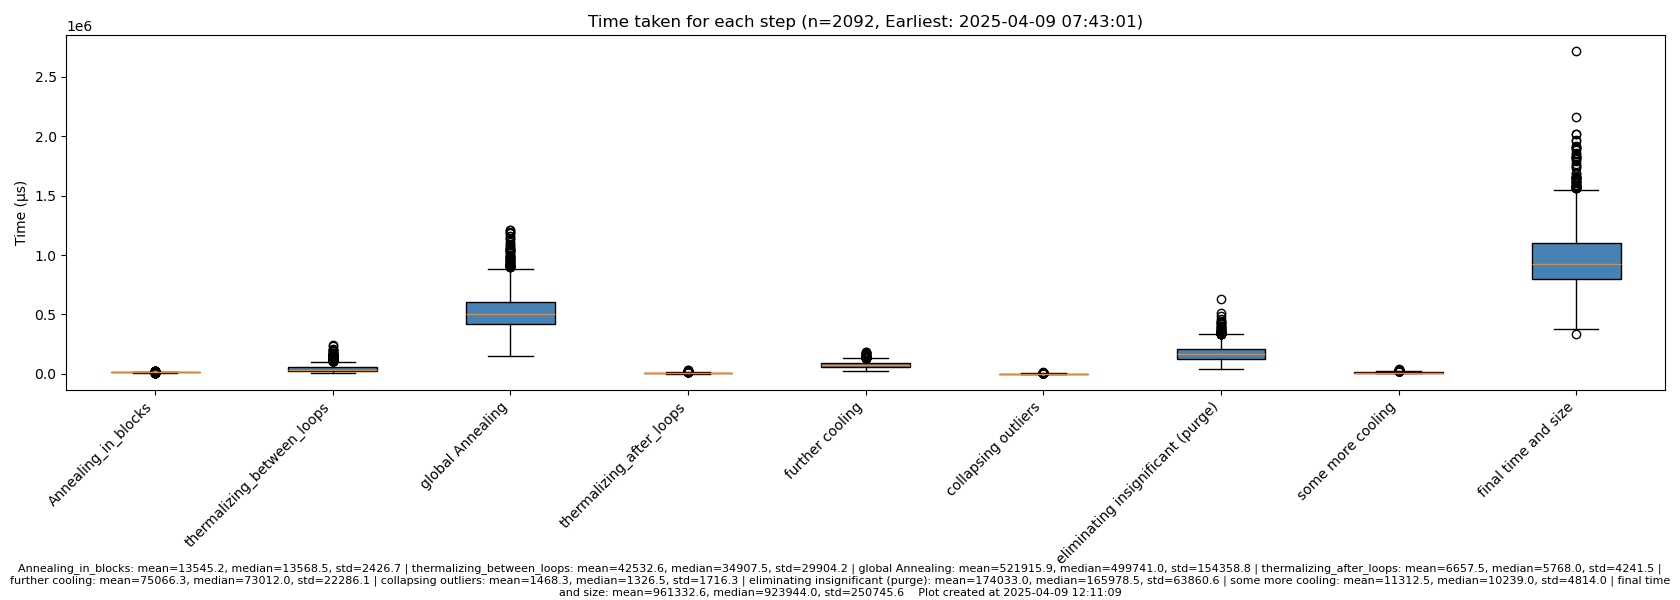 Time taken for each step (n=2092, Earliest: 2025-04-09 07:43:01)
1e6
2.5
2.0
1.5
1.0
0.5
0.0
Time (μs)
Annealing_in_blocks
thermalizing_between_loops
global Annealing
thermalizing_after_loops
further cooling
collapsing outliers
eliminating insignificant (purge)
some more cooling
final time and size
Annealing_in_blocks: mean=13545.2, median=13568.5, std=2426.7 | thermalizing_between_loops: mean=42532.6, median=34907.5, std=29904.2 | global Annealing: mean=521915.9, median=499741.0, std=154358.8 | thermalizing_after_loops: mean=6657.5, median=5768.0, std=4241.5 |
further cooling: mean=75066.3, median=73012.0, std=22286.1 | collapsing outliers: mean=1468.3, median=1326.5, std=1716.3 | eliminating insignificant (purge): mean=174033.0, median=165978.5, std=63860.6 | some more cooling: mean=11312.5, median=10239.0, std=4814.0 | final time
and size: mean=961332.6, median=923944.0, std=250745.6    Plot created at 2025-04-09 12:11:09